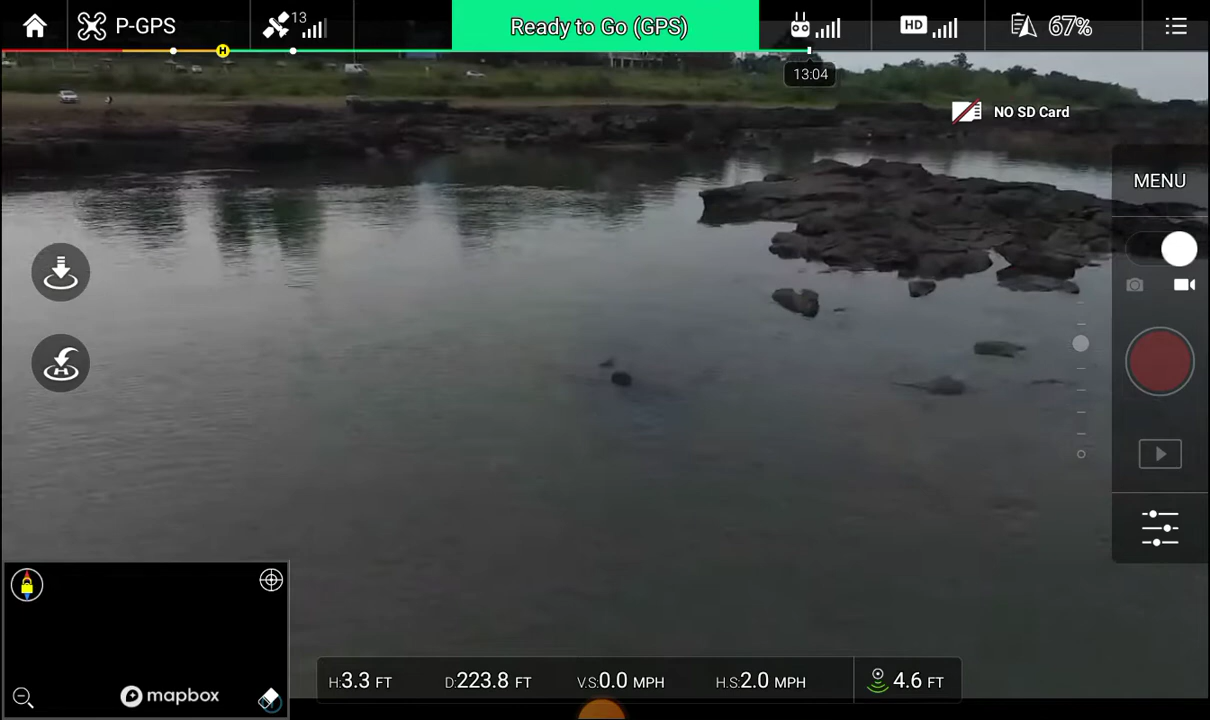 P-GPS
13
Ready to Go (GPS)
HD
67%
H
13:04
NO SD Card
MENU
mapbox
H:3.3 FT
D:223.8 FT
V.S:0.0 MPH
H.S:2.0 MPH
4.6 FT